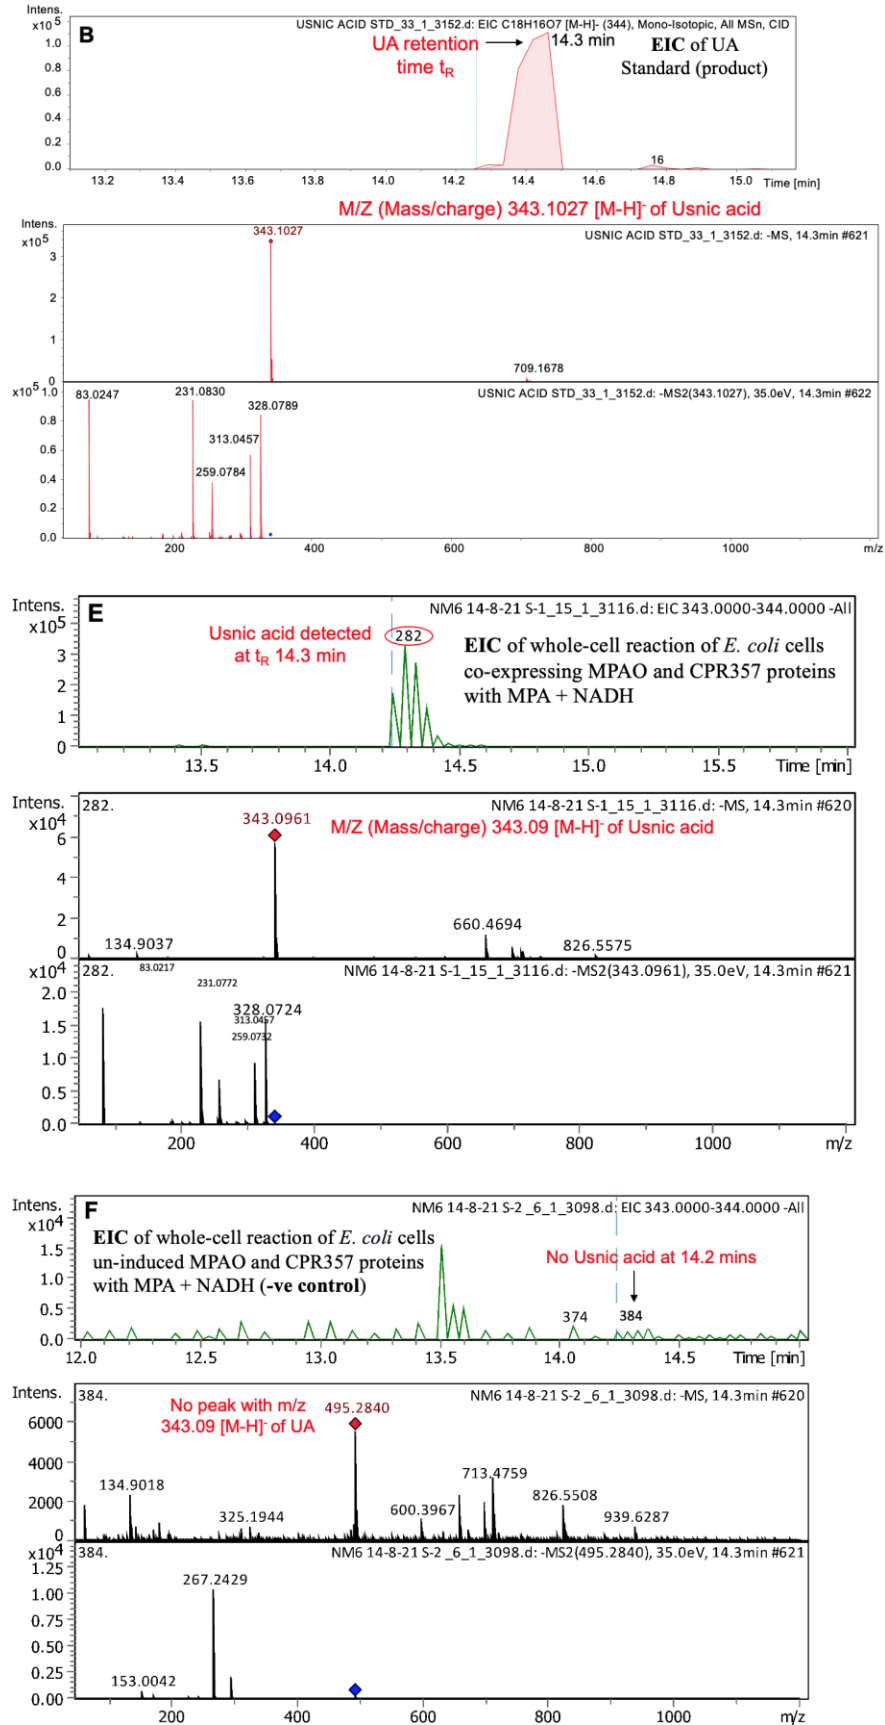 Intens.
x10⁵
B
USNIC ACID STD_33_1_3152.d: EIC C18H16O7 [M-H]- (344), Mono-Isotopic, All MSn, CID
UA retention
time tR
14.3 min
EIC of UA
Standard (product)
1.0
0.8
0.6
0.4
0.2
0.0
16
13.2 13.4 13.6 13.8 14.0 14.2 14.4 14.6 14.8 15.0 Time [min]
M/Z (Mass/charge) 343.1027 [M-H]⁻ of Usnic acid
Intens.
x10⁵
343.1027
USNIC ACID STD_33_1_3152.d: -MS, 14.3min #621
3
2
1
0
709.1678
x10⁵
1.0
83.0247
231.0830
328.0789
USNIC ACID STD_33_1_3152.d: -MS2(343.1027), 35.0eV, 14.3min #622
0.8
0.6
0.4
0.2
0.0
313.0457
259.0784
200 400 600 800 1000 m/z
Intens.
x10⁵
E
NM6 14-8-21 S-1_15_1_3116.d: EIC 343.0000-344.0000 -All
Usnic acid detected
at tR 14.3 min
282
EIC of whole-cell reaction of E. coli cells
co-expressing MPAO and CPR357 proteins
with MPA + NADH
3
2
1
0
13.5 14.0 14.5 15.0 15.5 Time [min]
Intens.
x10⁴
282.
NM6 14-8-21 S-1_15_1_3116.d: -MS, 14.3min #620
343.0961
M/Z (Mass/charge) 343.09 [M-H]⁻ of Usnic acid
6
4
2
0
134.9037
660.4694
826.5575
x10⁴
282.
83.0217
NM6 14-8-21 S-1_15_1_3116.d: -MS2(343.0961), 35.0eV, 14.3min #621
231.0772
328.0724
313.0457
259.0732
2.0
1.5
1.0
0.5
0.0
200 400 600 800 1000 m/z
Intens.
x10⁴
F
NM6 14-8-21 S-2 _6_1_3098.d: EIC 343.0000-344.0000 -All
EIC of whole-cell reaction of E. coli cells
un-induced MPAO and CPR357 proteins
with MPA + NADH (-ve control)
No Usnic acid at 14.2 mins
1.5
1.0
0.5
0.0
374
384
12.0 12.5 13.0 13.5 14.0 14.5 Time [min]
Intens.
384.
NM6 14-8-21 S-2 _6_1_3098.d: -MS, 14.3min #620
No peak with m/z
343.09 [M-H]⁻ of UA
495.2840
6000
4000
2000
0
134.9018
325.1944
600.3967
713.4759
826.5508
939.6287
x10⁴
384.
NM6 14-8-21 S-2 _6_1_3098.d: -MS2(495.2840), 35.0eV, 14.3min #621
1.25
1.00
0.75
0.50
0.25
0.00
267.2429
153.0042
200 400 600 800 1000 m/z